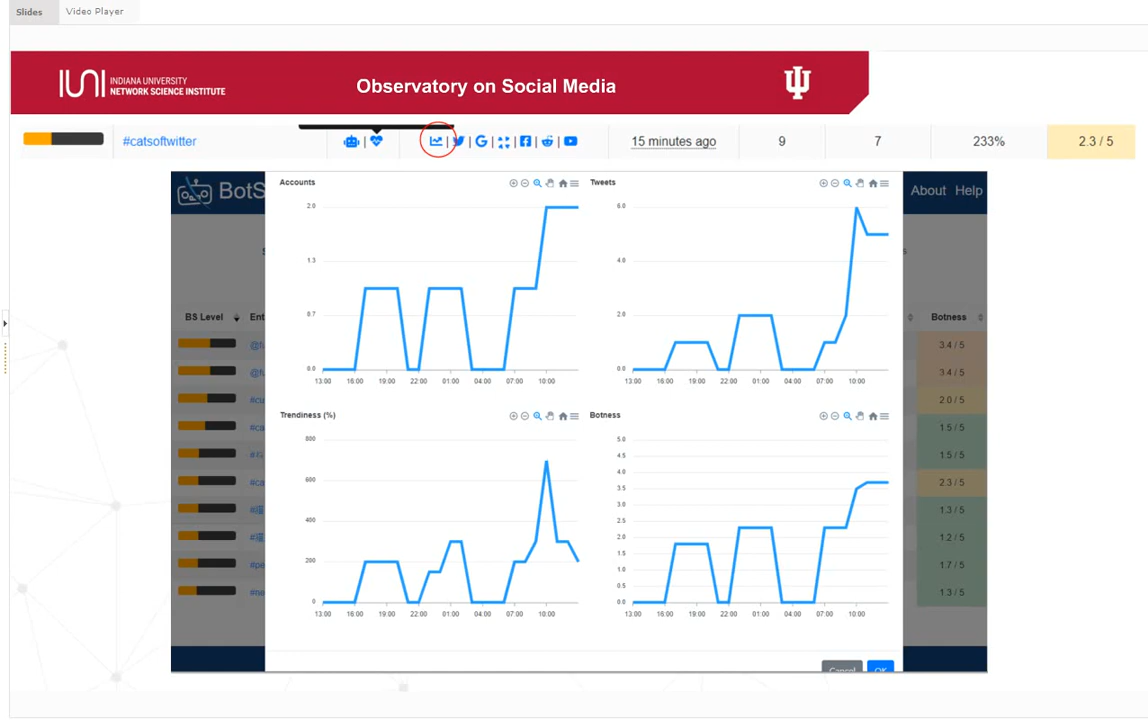 Slides Video Player
INDIANA UNIVERSITY
NETWORK SCIENCE INSTITUTE
Observatory on Social Media
#catsoftwitter 15 minutes ago 9 7 233% 2.3 / 5
BotS About Help
Accounts
2.0
1.3
0.7
0.0
13:00 16:00 19:00 22:00 01:00 04:00 07:00 10:00
Tweets
6.0
4.0
2.0
0.0
13:00 16:00 19:00 22:00 01:00 04:00 07:00 10:00
Trendiness (%)
800
600
400
200
0
13:00 16:00 19:00 22:00 01:00 04:00 07:00 10:00
Botness
5.0
4.5
4.0
3.5
3.0
2.5
2.0
1.5
1.0
0.5
0.0
13:00 16:00 19:00 22:00 01:00 04:00 07:00 10:00
BS Level Ent
@fu
@fu
#cu
#ca
#ca
#pe
#ne
Botness
3.4 / 5
3.4 / 5
2.0 / 5
1.5 / 5
1.5 / 5
2.3 / 5
1.3 / 5
1.2 / 5
1.7 / 5
1.3 / 5
Cancel OK